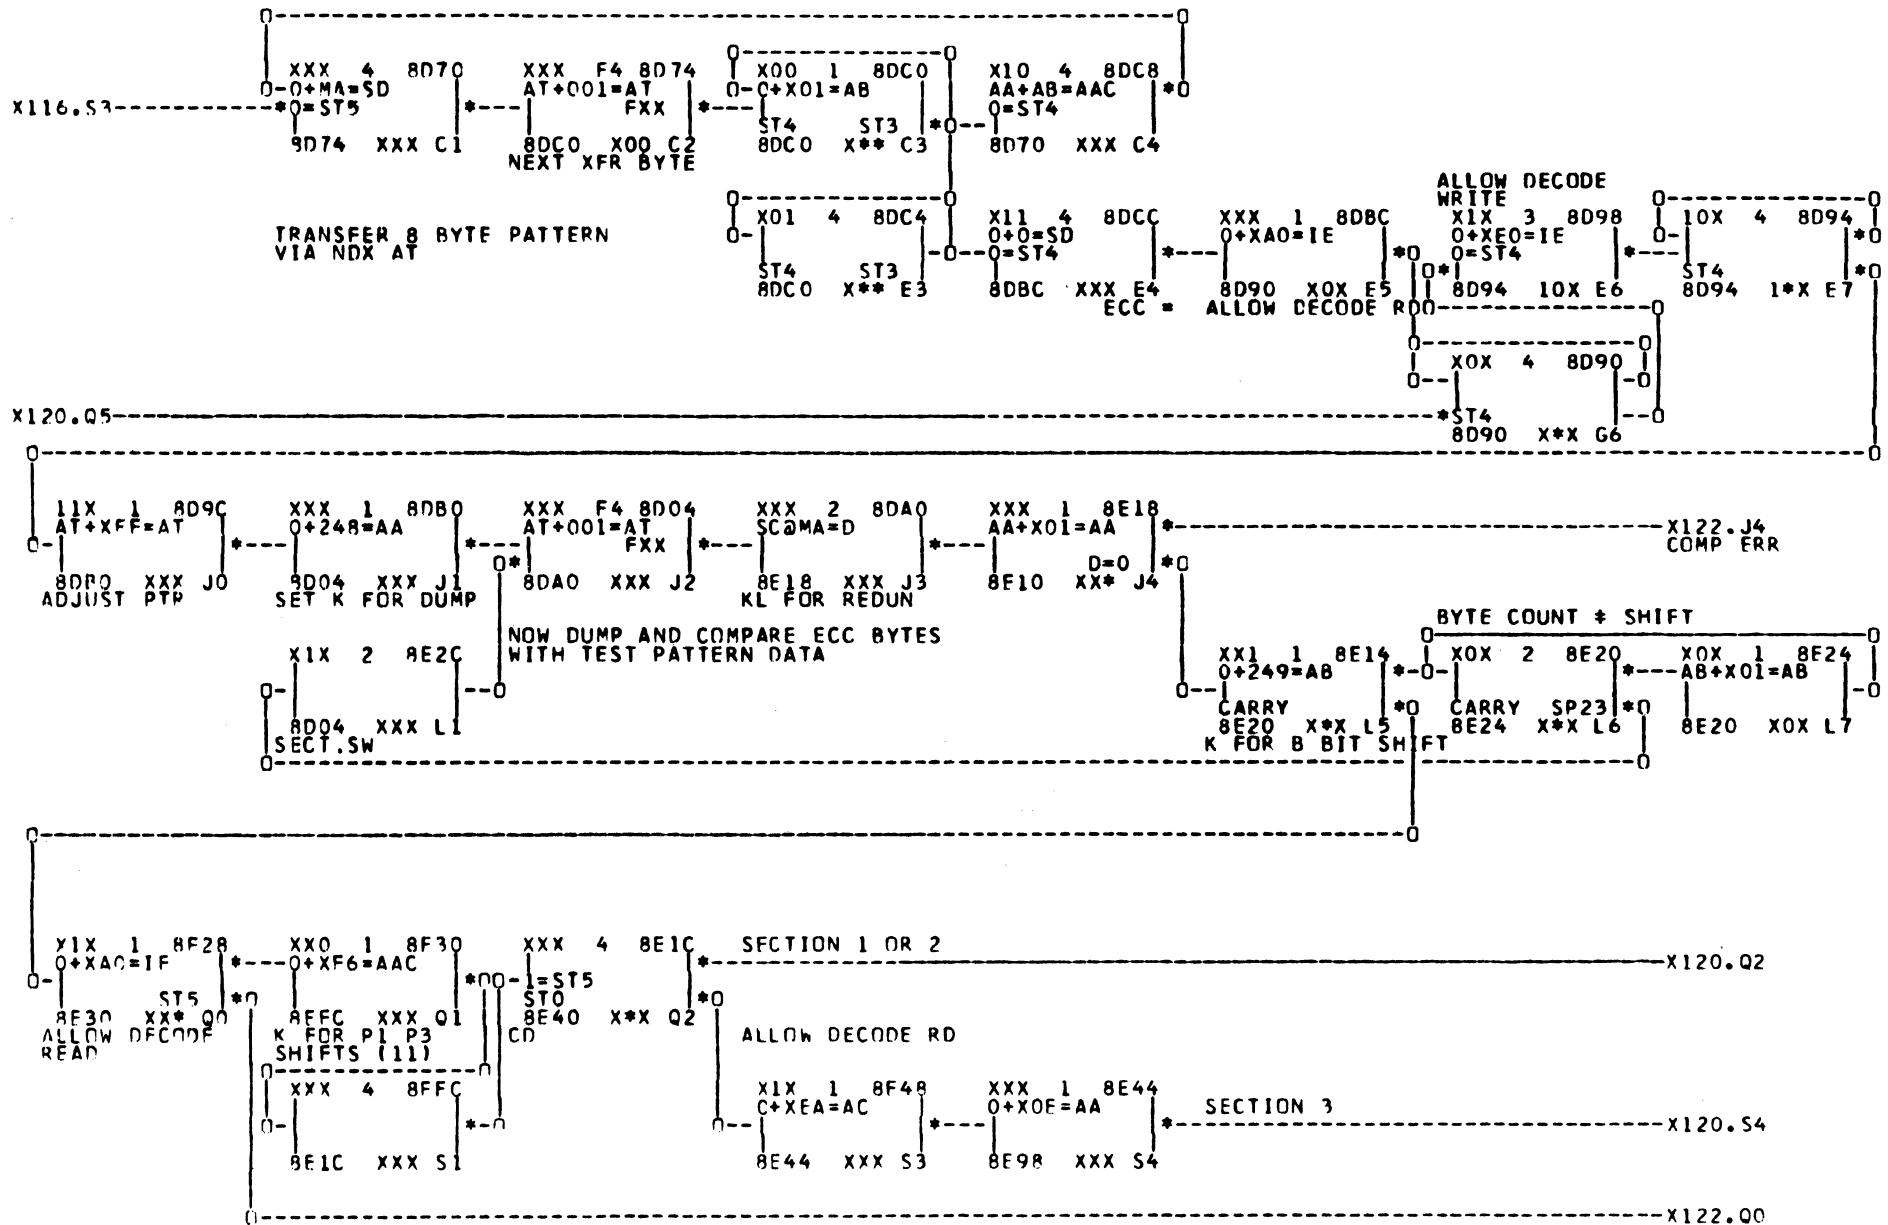 XXX 4 8D70 XXX F4 8D74 X00 1 8DC0 X10 4 8DC8
0+MA=SD AT+001=AT 0+X01=AB AA+AB=AAC
X116.S3 *0=ST5 FXX 0=ST4
ST4 ST3
8D74 XXX C1 8DC0 X00 C2 8DC0 X** C3 8D70 XXX C4
NEXT XFR BYTE
ALLOW DECODE
WRITE
X01 4 8DC4 X11 4 8DCC XXX 1 8DBC X1X 3 8D98 10X 4 8D94
TRANSFER 8 BYTE PATTERN 0+0=SD 0+XA0=IE 0+XE0=IE
VIA NDX AT 0=ST4 0=ST4
ST4 ST3 ST4
8DC0 X** E3 8DBC XXX E4 8D90 X0X E5 8D94 10X E6 8D94 1*X E7
ECC = ALLOW DECODE RD
X0X 4 8D90
X120.Q5 *ST4
8D90 X*X G6
11X 1 8D9C XXX 1 8DB0 XXX F4 8D04 XXX 2 8DA0 XXX 1 8E18
AT+XFF=AT 0+248=AA AT+001=AT SC@MA=D AA+X01=AA X122.J4
FXX COMP ERR
D=0
8DB0 XXX J0 8D04 XXX J1 8DA0 XXX J2 8E18 XXX J3 8E10 XX* J4
ADJUST PTR SET K FOR DUMP KL FOR REDUN
BYTE COUNT * SHIFT
NOW DUMP AND COMPARE ECC BYTES
X1X 2 8E2C WITH TEST PATTERN DATA XX1 1 8E14 X0X 2 8E20 X0X 1 8E24
0+249=AB AB+X01=AB
CARRY CARRY SP23
8D04 XXX L1 8E20 X*X L5 8E24 X*X L6 8E20 X0X L7
SECT.SW K FOR B BIT SHIFT
X1X 1 8F28 XX0 1 8F30 XXX 4 8E1C SECTION 1 OR 2
0+XA0=IF 0+XF6=AAC X120.Q2
1=ST5
ST5 ST0
8E30 XX* Q0 8EFC XXX Q1 8E40 X*X Q2
ALLOW DECODE K FOR P1 P3 CD ALLOW DECODE RD
READ SHIFTS (11)
XXX 4 8FFC X1X 1 8F48 XXX 1 8E44
C+XEA=AC 0+X0E=AA SECTION 3
X120.S4
8E1C XXX S1 8E44 XXX S3 8E98 XXX S4
X122.Q0